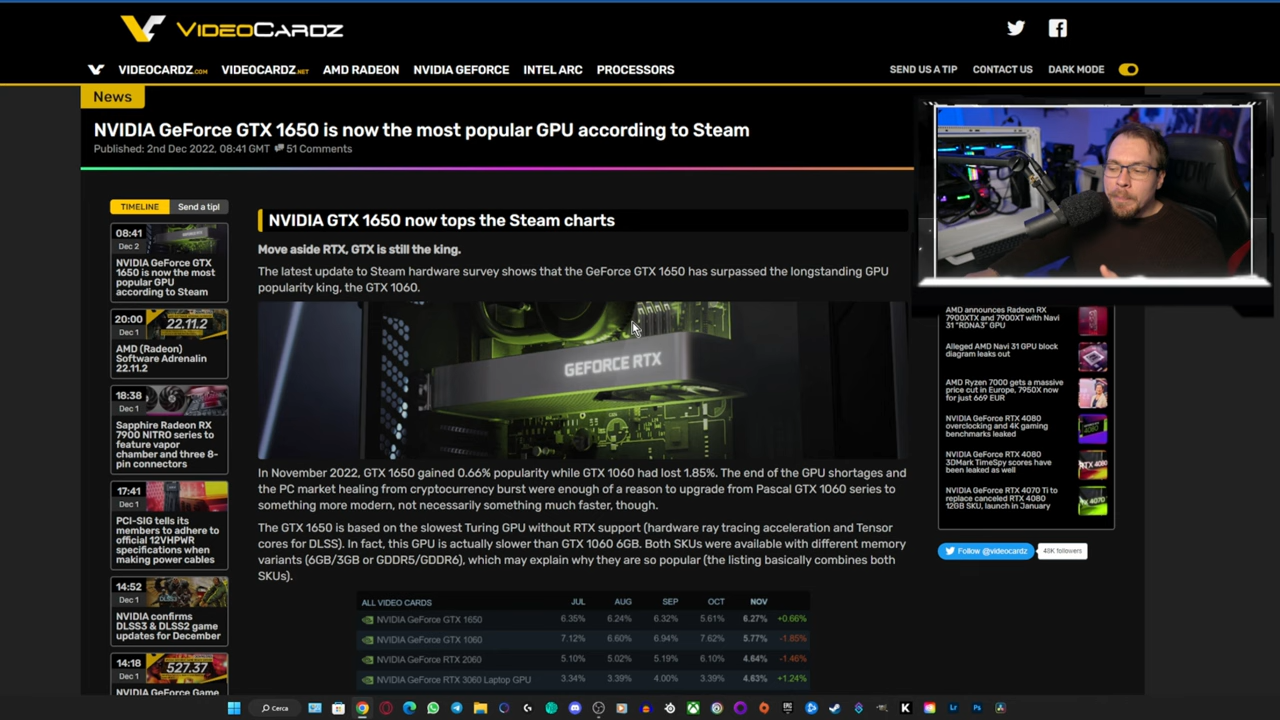 VIDEOCARDZ
VIDEOCARDZ.COM VIDEOCARDZ.NET AMD RADEON NVIDIA GEFORCE INTEL ARC PROCESSORS SEND US A TIP CONTACT US DARK MODE
News
NVIDIA GeForce GTX 1650 is now the most popular GPU according to Steam
Published: 2nd Dec 2022, 08:41 GMT 51 Comments
TIMELINE Send a tip!
08:41
Dec 2
NVIDIA GeForce GTX
1650 is now the most
popular GPU
according to Steam
20:00
Dec 1
22.11.2
AMD (Radeon)
Software Adrenalin
22.11.2
18:38
Dec 1
Sapphire Radeon RX
7900 NITRO series to
feature vapor
chamber and three 8-
pin connectors
17:41
Dec 1
PCI-SIG tells its
members to adhere to
official 12VHPWR
specifications when
making power cables
14:52
Dec 1
NVIDIA confirms
DLSS3 & DLSS2 game
updates for December
14:18
Dec 1
527.37
NVIDIA GeForce Game
NVIDIA GTX 1650 now tops the Steam charts
Move aside RTX, GTX is still the king.
The latest update to Steam hardware survey shows that the GeForce GTX 1650 has surpassed the longstanding GPU
popularity king, the GTX 1060.
GEFORCE RTX
In November 2022, GTX 1650 gained 0.66% popularity while GTX 1060 had lost 1.85%. The end of the GPU shortages and
the PC market healing from cryptocurrency burst were enough of a reason to upgrade from Pascal GTX 1060 series to
something more modern, not necessarily something much faster, though.
The GTX 1650 is based on the slowest Turing GPU without RTX support (hardware ray tracing acceleration and Tensor
cores for DLSS). In fact, this GPU is actually slower than GTX 1060 6GB. Both SKUs were available with different memory
variants (6GB/3GB or GDDR5/GDDR6), which may explain why they are so popular (the listing basically combines both
SKUs).
ALL VIDEO CARDS JUL AUG SEP OCT NOV
NVIDIA GeForce GTX 1650 6.35% 6.24% 6.32% 5.61% 6.27% +0.66%
NVIDIA GeForce GTX 1060 7.12% 6.60% 6.94% 7.62% 5.77% -1.85%
NVIDIA GeForce RTX 2060 5.10% 5.02% 5.19% 6.10% 4.64% -1.46%
NVIDIA GeForce RTX 3060 Laptop GPU 3.34% 3.39% 4.00% 3.39% 4.63% +1.24%
AMD announces Radeon RX
7900XTX and 7900XT with Navi
31 "RDNA3" GPU
Alleged AMD Navi 31 GPU block
diagram leaks out
AMD Ryzen 7000 gets a massive
price cut in Europe, 7950X now
for just 669 EUR
NVIDIA GeForce RTX 4080
overclocking and 4K gaming
benchmarks leaked
NVIDIA GeForce RTX 4080
3DMark TimeSpy scores have
been leaked as well
NVIDIA GeForce RTX 4070 Ti to
replace canceled RTX 4080
12GB SKU, launch in January
Follow @videocardz 48K followers
Cerca